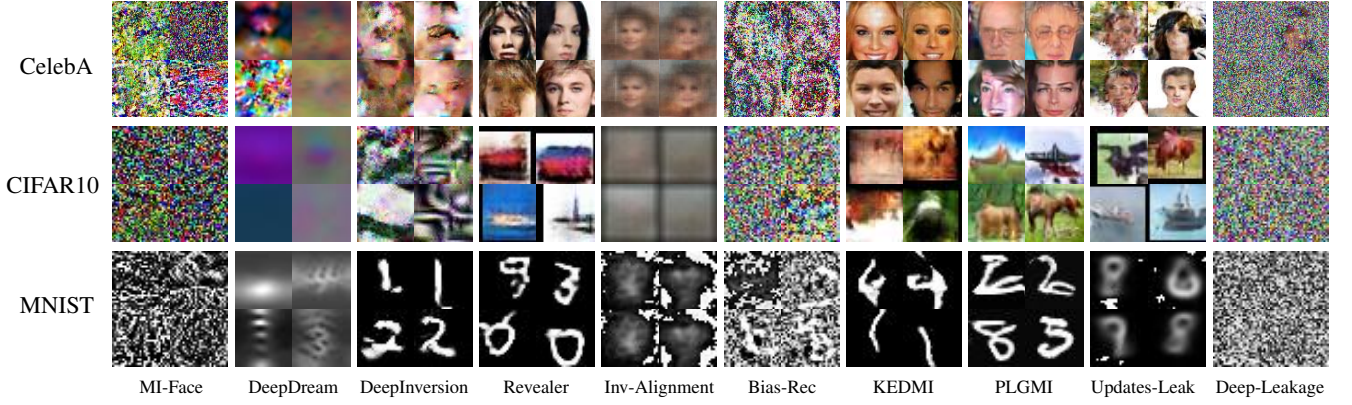 CelebA
CIFAR10
MNIST
MI-Face DeepDream DeepInversion Revealer Inv-Alignment Bias-Rec KEDMI PLGMI Updates-Leak Deep-Leakage